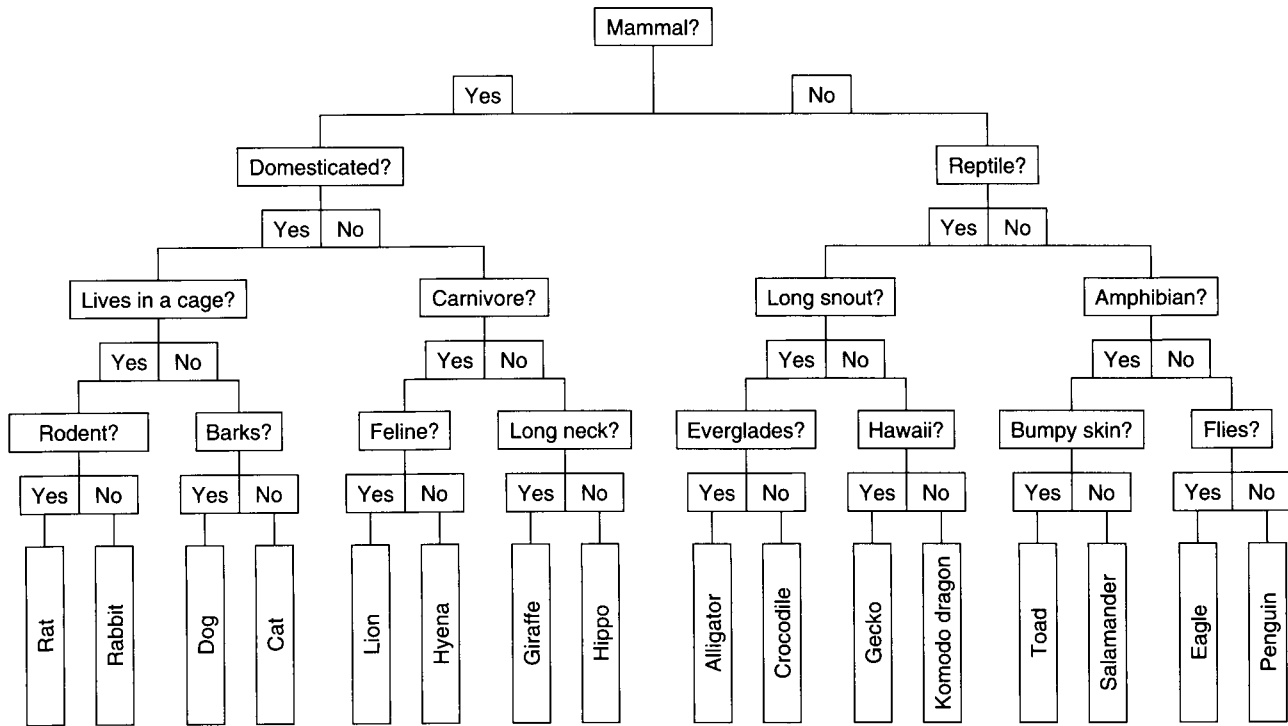 Mammal?
Yes No
Domesticated? Reptile?
Yes No Yes No
Lives in a cage? Carnivore? Long snout? Amphibian?
Yes No Yes No Yes No Yes No
Rodent? Barks? Feline? Long neck? Everglades? Hawaii? Bumpy skin? Flies?
Yes No Yes No Yes No Yes No Yes No Yes No Yes No Yes No
Rat Rabbit Dog Cat Lion Hyena Giraffe Hippo Alligator Crocodile Gecko Komodo dragon Toad Salamander Eagle Penguin